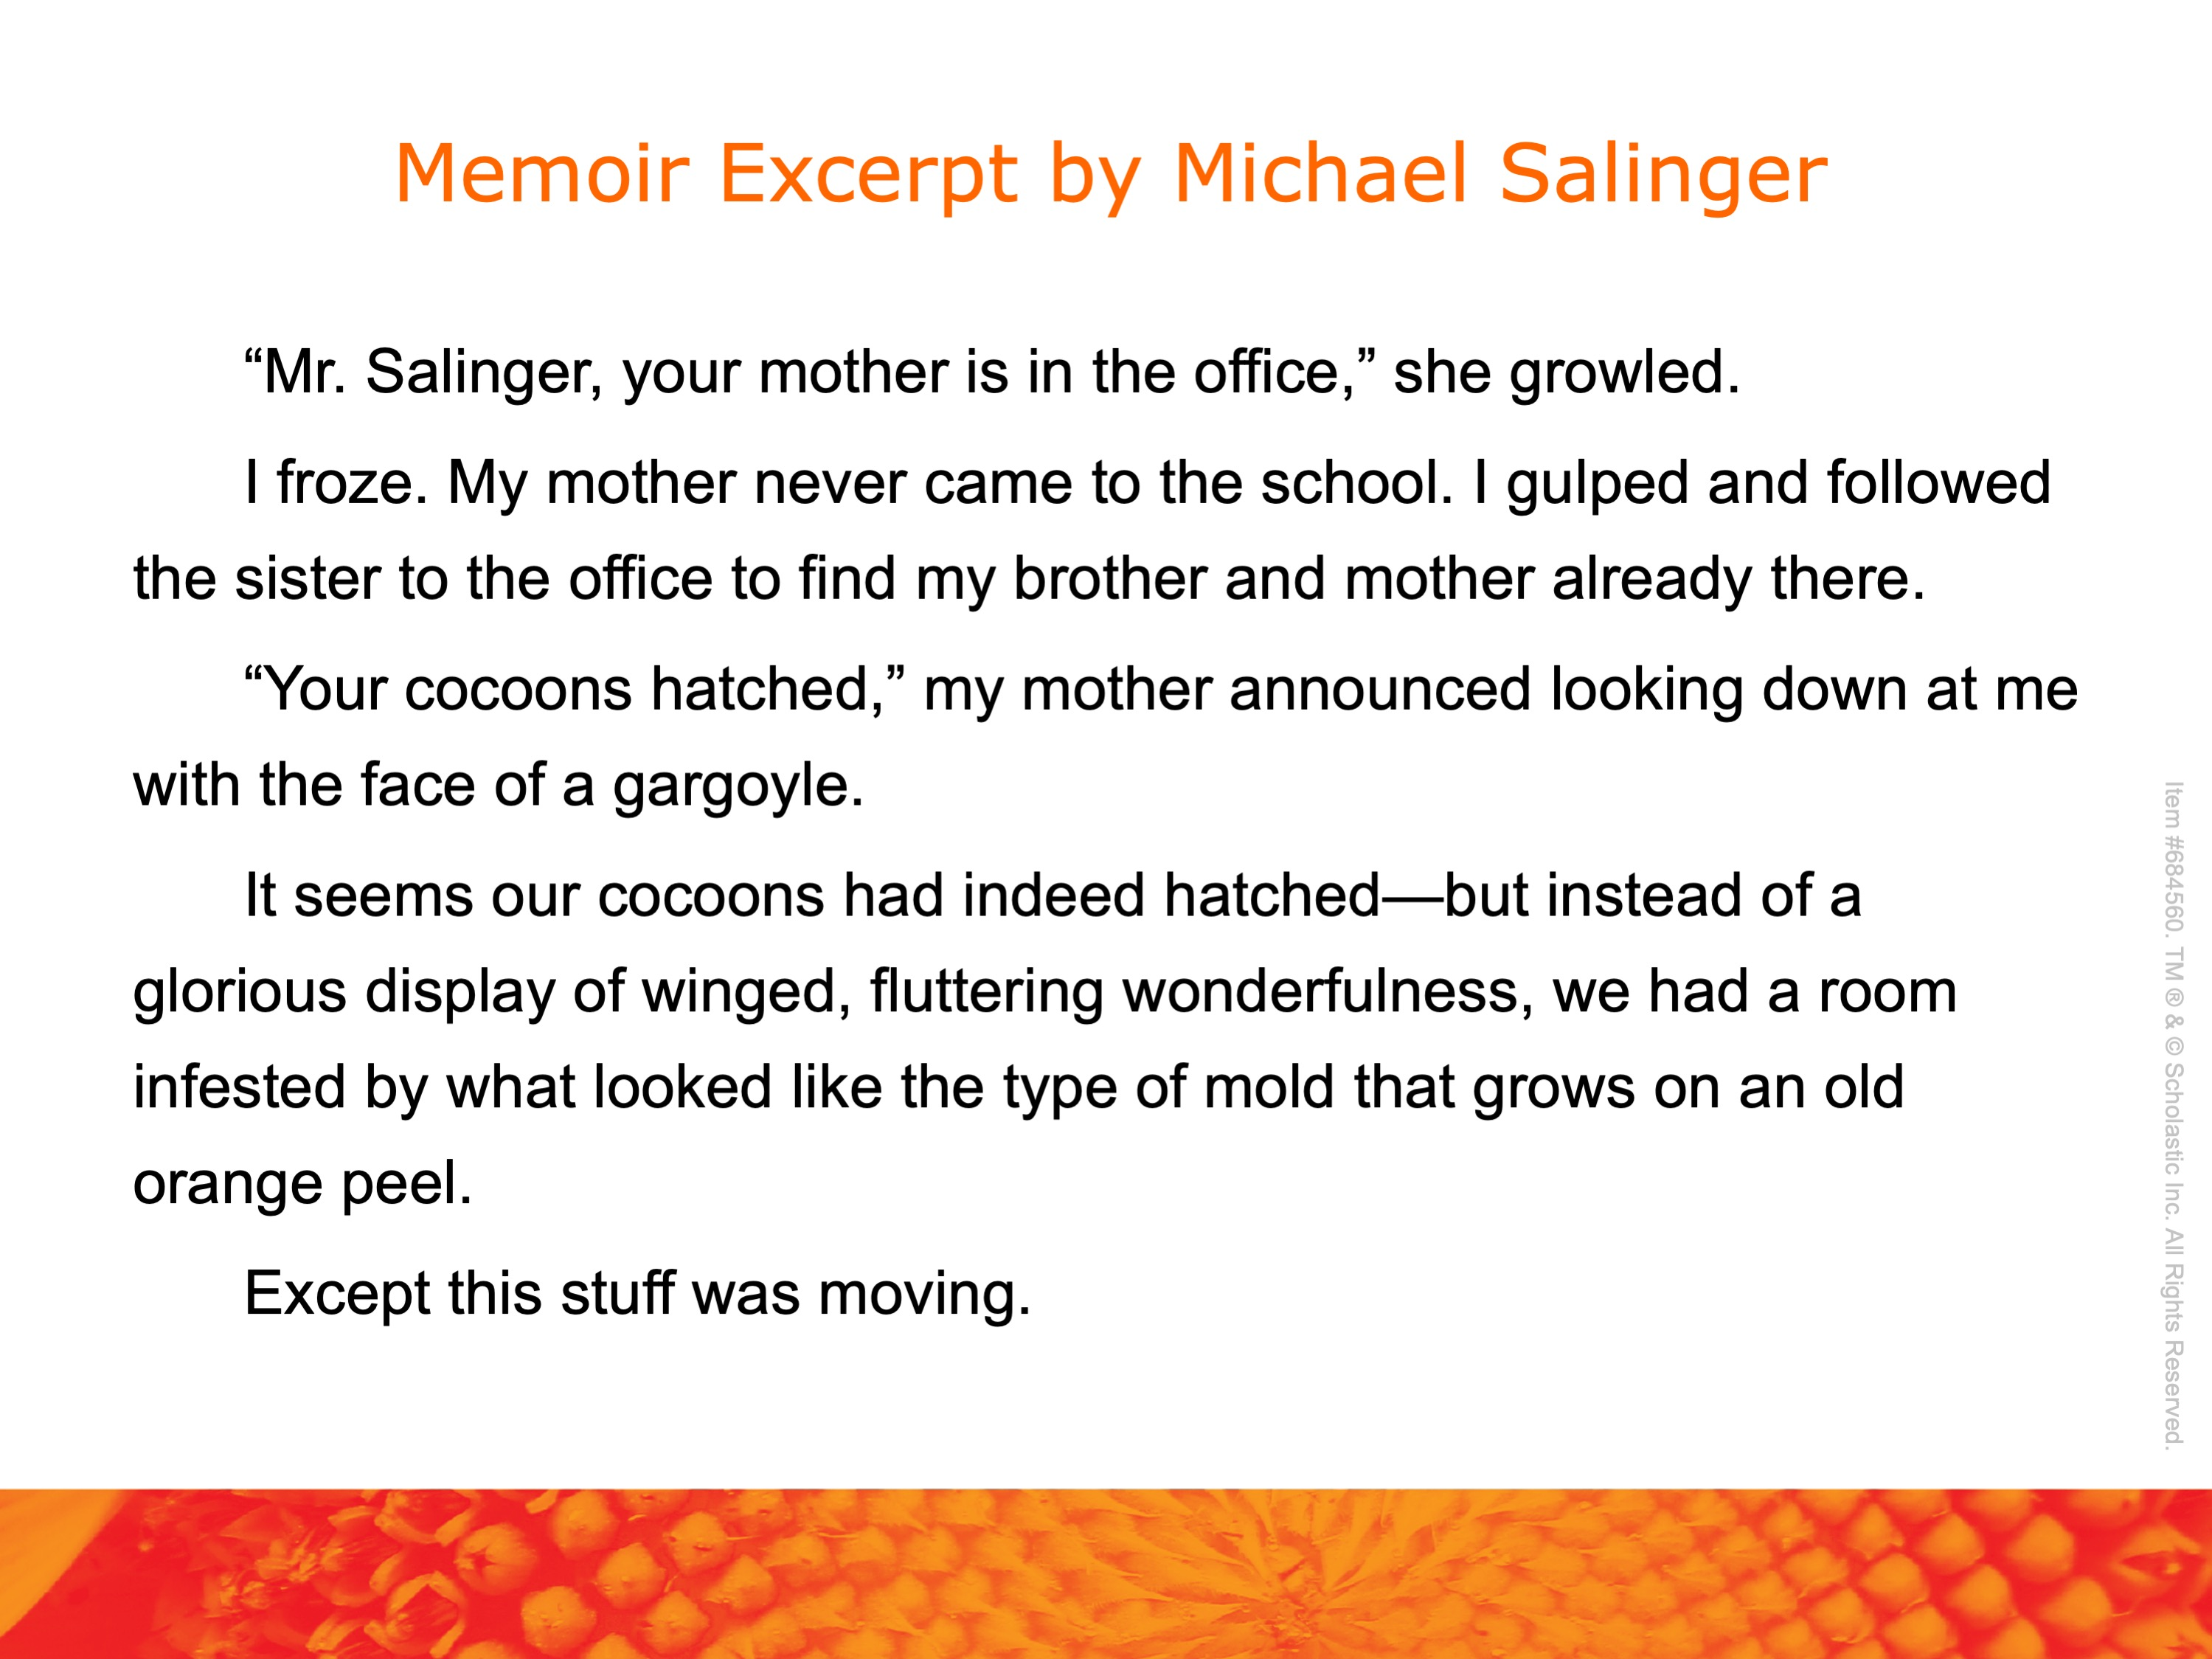 Memoir Excerpt by Michael Salinger
“Mr. Salinger, your mother is in the office,” she growled.
I froze. My mother never came to the school. I gulped and followed
the sister to the office to find my brother and mother already there.
“Your cocoons hatched,” my mother announced looking down at me
with the face of a gargoyle.
It seems our cocoons had indeed hatched—but instead of a
glorious display of winged, fluttering wonderfulness, we had a room
infested by what looked like the type of mold that grows on an old
orange peel.
Except this stuff was moving.
Item #684560. TM ® & © Scholastic Inc. All Rights Reserved.